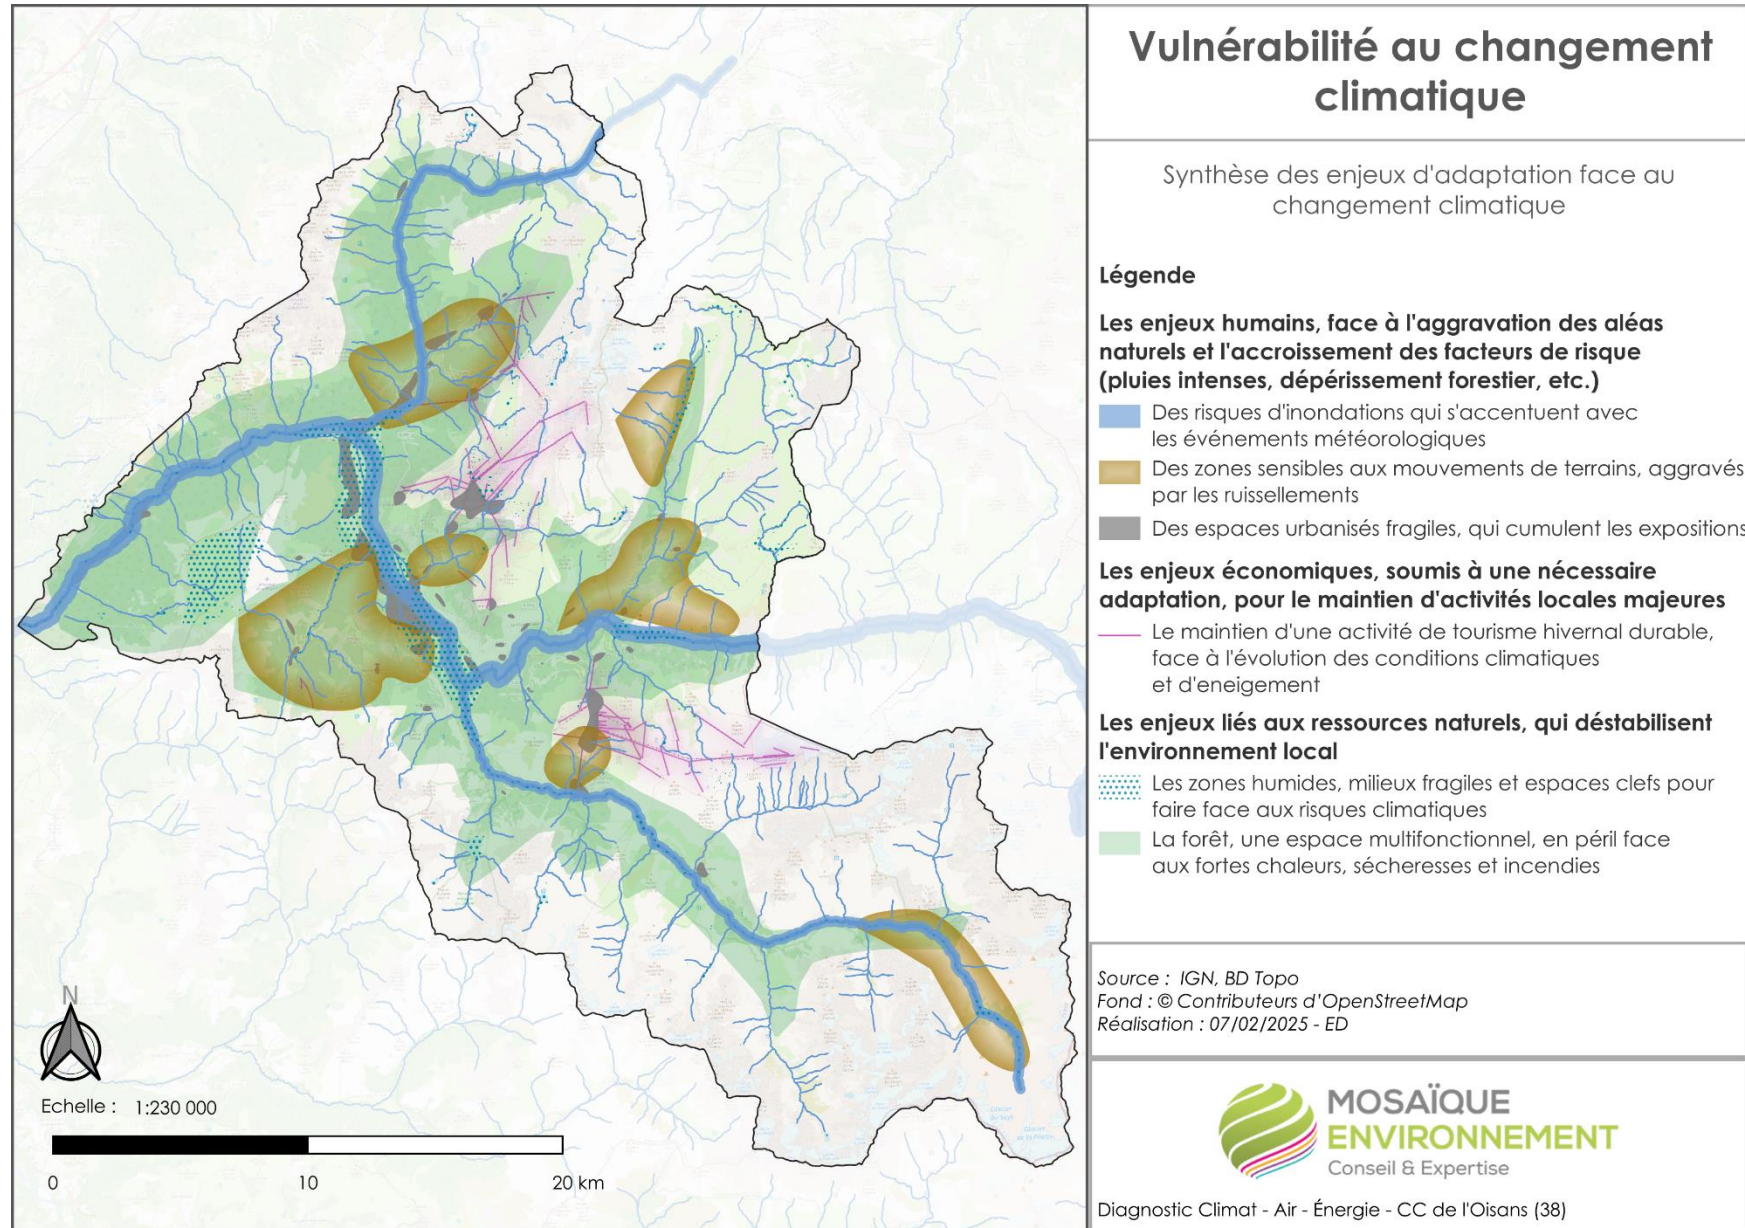 Vulnérabilité au changement
climatique
Synthèse des enjeux d'adaptation face au
changement climatique
Légende
Les enjeux humains, face à l'aggravation des aléas
naturels et l'accroissement des facteurs de risque
(pluies intenses, dépérissement forestier, etc.)
Des risques d'inondations qui s'accentuent avec
les événements météorologiques
Des zones sensibles aux mouvements de terrains, aggravés
par les ruissellements
Des espaces urbanisés fragiles, qui cumulent les expositions
Les enjeux économiques, soumis à une nécessaire
adaptation, pour le maintien d'activités locales majeures
Le maintien d'une activité de tourisme hivernal durable,
face à l'évolution des conditions climatiques
et d'eneigement
Les enjeux liés aux ressources naturels, qui déstabilisent
l'environnement local
Les zones humides, milieux fragiles et espaces clefs pour
faire face aux risques climatiques
La forêt, une espace multifonctionnel, en péril face
aux fortes chaleurs, sécheresses et incendies
Source : IGN, BD Topo
Fond : © Contributeurs d'OpenStreetMap
Réalisation : 07/02/2025 - ED
MOSAÏQUE
ENVIRONNEMENT
Conseil & Expertise
Diagnostic Climat - Air - Énergie - CC de l'Oisans (38)
N
Echelle : 1:230 000
0 10 20 km